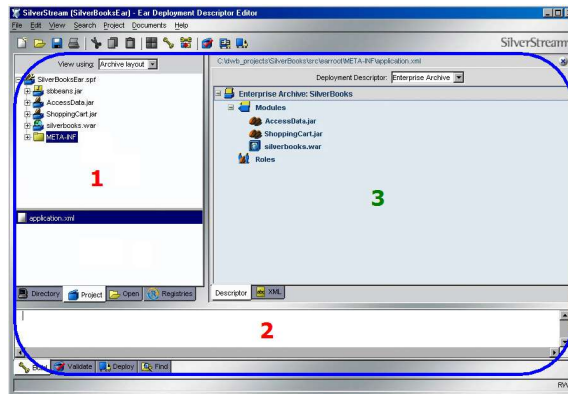 SilverStream (SilverBooksEar) - Ear Deployment Descriptor Editor
File Edit View Search Project Documents Help
SilverStream
View using: Archive layout
SilverBooksEar.spf
sbbeans.jar
AccessData.jar
ShoppingCart.jar
silverbooks.war
META-INF
1
application.xml
Directory Project Open Registries
C:\dwb_projects\SilverBooks\src\earroot\META-INF\application.xml
Deployment Descriptor: Enterprise Archive
Enterprise Archive: SilverBooks
Modules
AccessData.jar
ShoppingCart.jar
silverbooks.war
Roles
3
Descriptor XML
2
Build Validate Deploy Find
RW